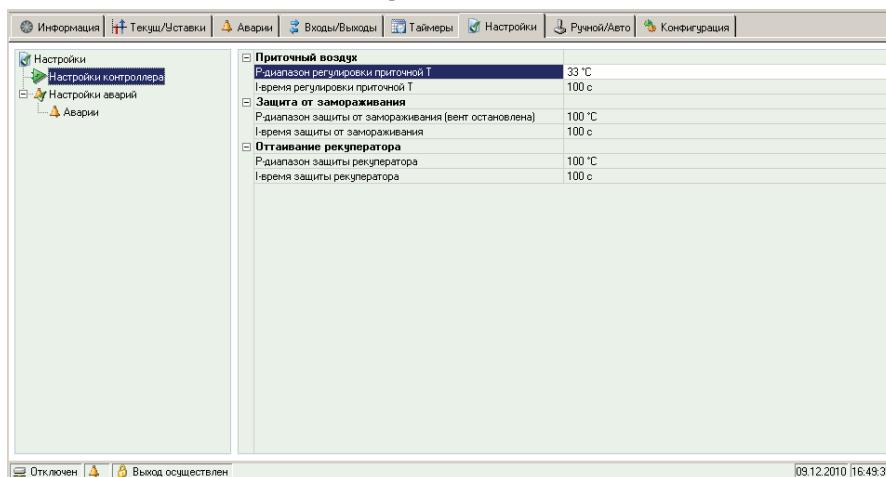 Информация Текущ/Уставки Аварии Входы/Выходы Таймеры Настройки Ручной/Авто Конфигурация
Настройки
Настройки контроллера
Настройки аварий
Аварии
Приточный воздух
P-диапазон регулировки приточной T 33 °C
I-время регулировки приточной T 100 с
Защита от замораживания
P-диапазон защиты от замораживания (вент остановлена) 100 °C
I-время защиты от замораживания 100 с
Оттаивание рекуператора
P-диапазон защиты рекуператора 100 °C
I-время защиты рекуператора 100 с
Отключен Выход осуществлен 09.12.2010 16:49:3